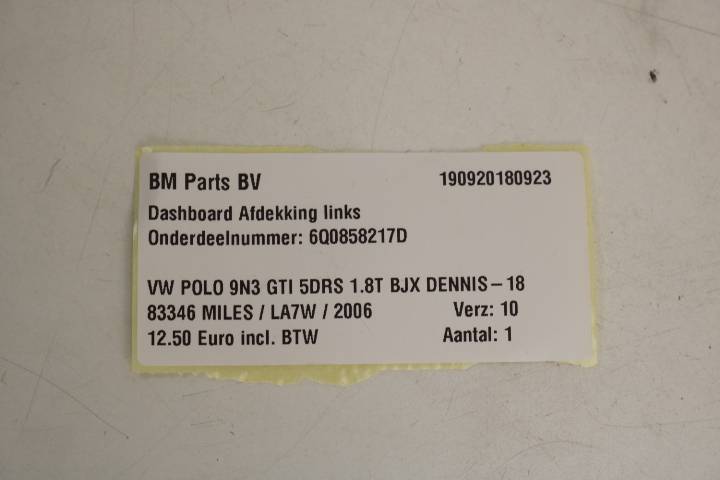 BM Parts BV 190920180923
Dashboard Afdekking links
Onderdeelnummer: 6Q0858217D
VW POLO 9N3 GTI 5DRS 1.8T BJX DENNIS - 18
83346 MILES / LA7W / 2006 Verz: 10
12.50 Euro incl. BTW Aantal: 1